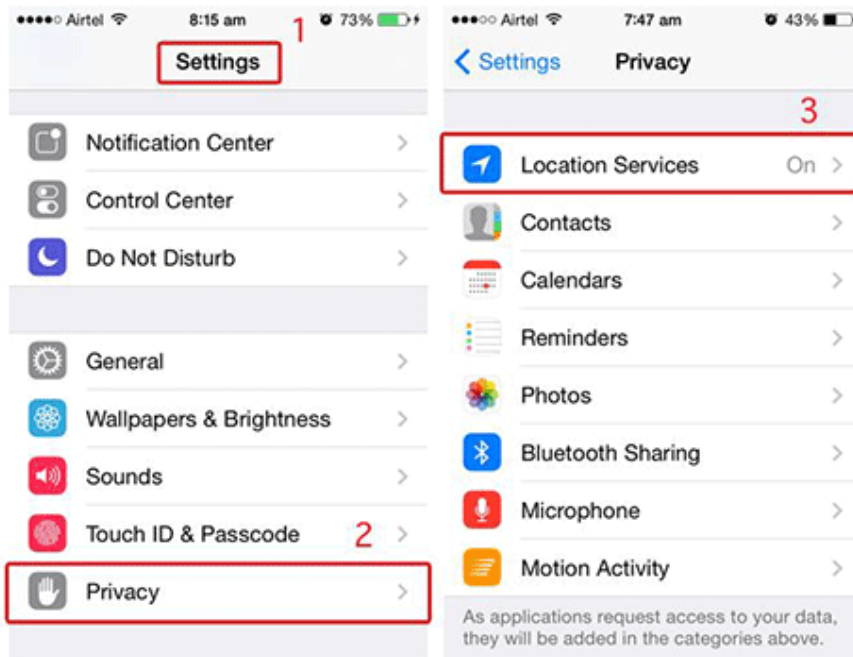 Airtel 8:15 am 73%
1
Settings
Notification Center
Control Center
Do Not Disturb
General
Wallpapers & Brightness
Sounds
Touch ID & Passcode
2
Privacy
Airtel 7:47 am 43%
Settings Privacy
3
Location Services On
Contacts
Calendars
Reminders
Photos
Bluetooth Sharing
Microphone
Motion Activity
As applications request access to your data,
they will be added in the categories above.